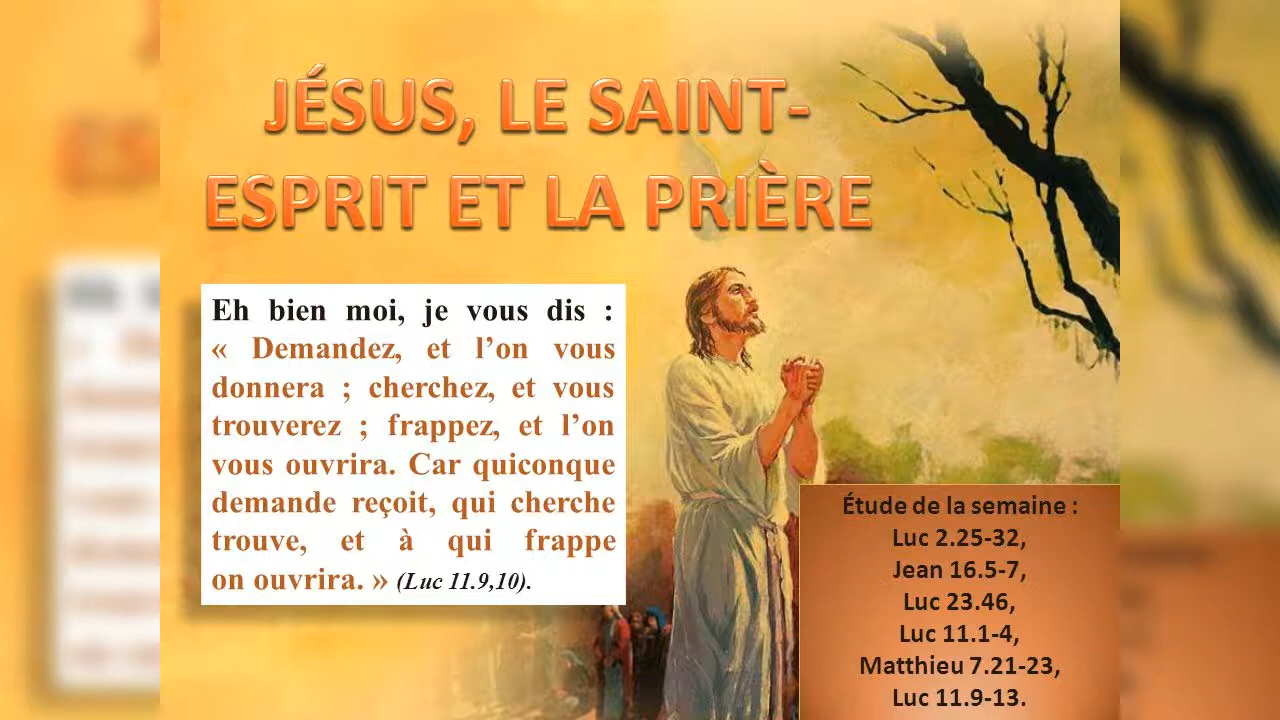 JÉSUS, LE SAINT-
ESPRIT ET LA PRIÈRE
Eh bien moi, je vous dis :
« Demandez, et l’on vous
donnera ; cherchez, et vous
trouverez ; frappez, et l’on
vous ouvrira. Car quiconque
demande reçoit, qui cherche
trouve, et à qui frappe
on ouvrira. » (Luc 11.9,10).
Étude de la semaine :
Luc 2.25-32,
Jean 16.5-7,
Luc 23.46,
Luc 11.1-4,
Matthieu 7.21-23,
Luc 11.9-13.